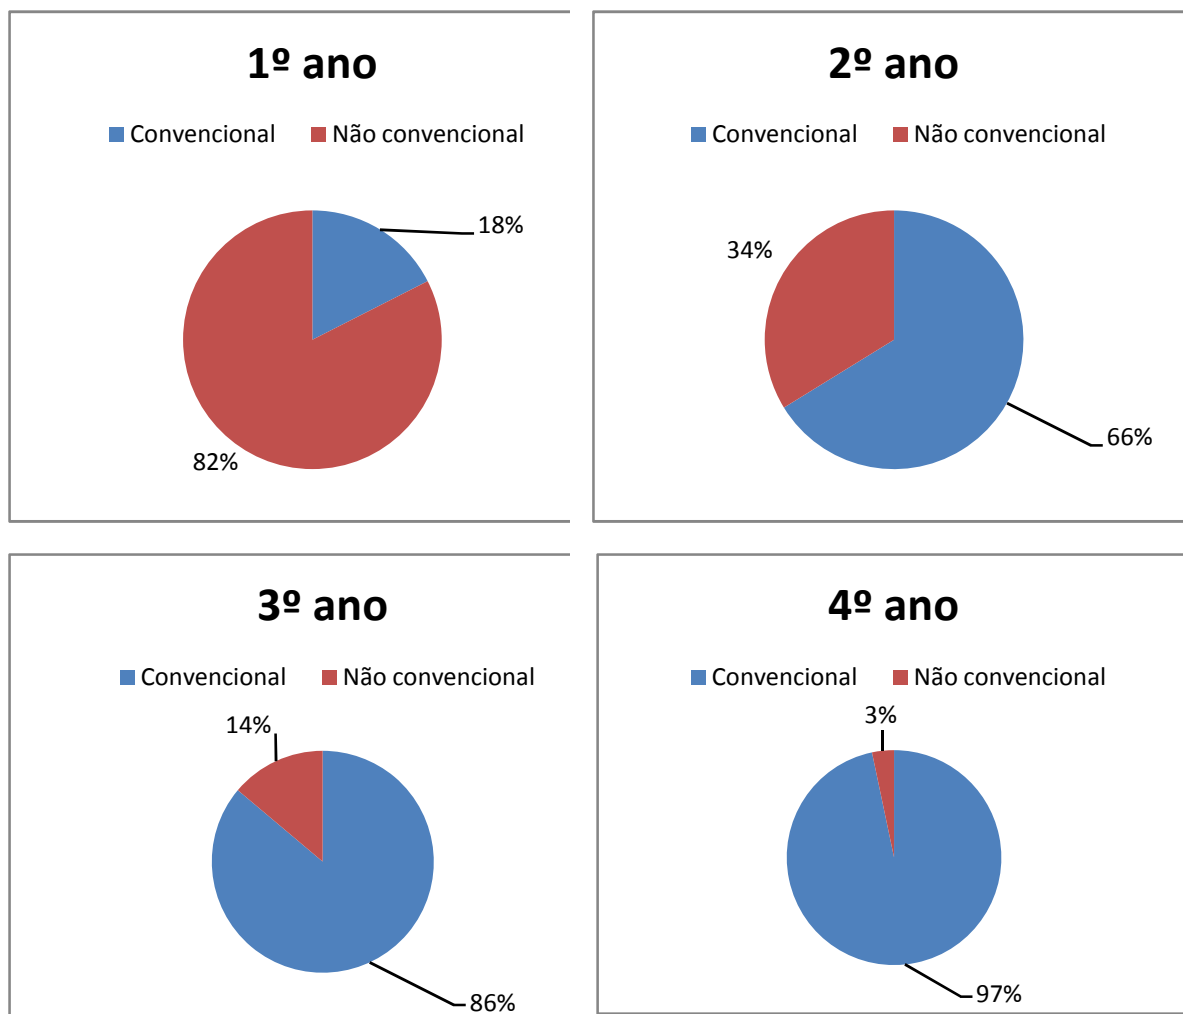 1º ano
Convencional Não convencional
18%
82%
2º ano
Convencional Não convencional
34%
66%
3º ano
Convencional Não convencional
14%
86%
4º ano
Convencional Não convencional
3%
97%